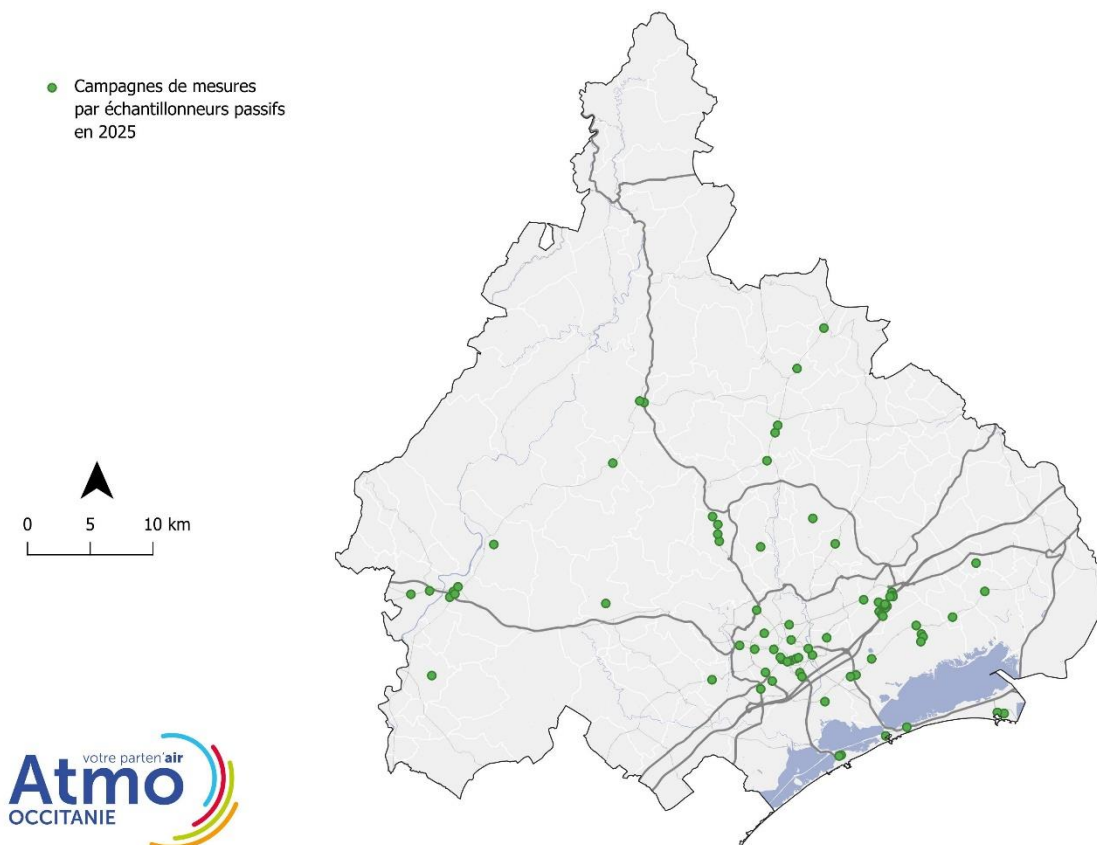 Campagnes de mesures
par échantillonneurs passifs
en 2025
0 5 10 km
votre parten'air
Atmo
OCCITANIE